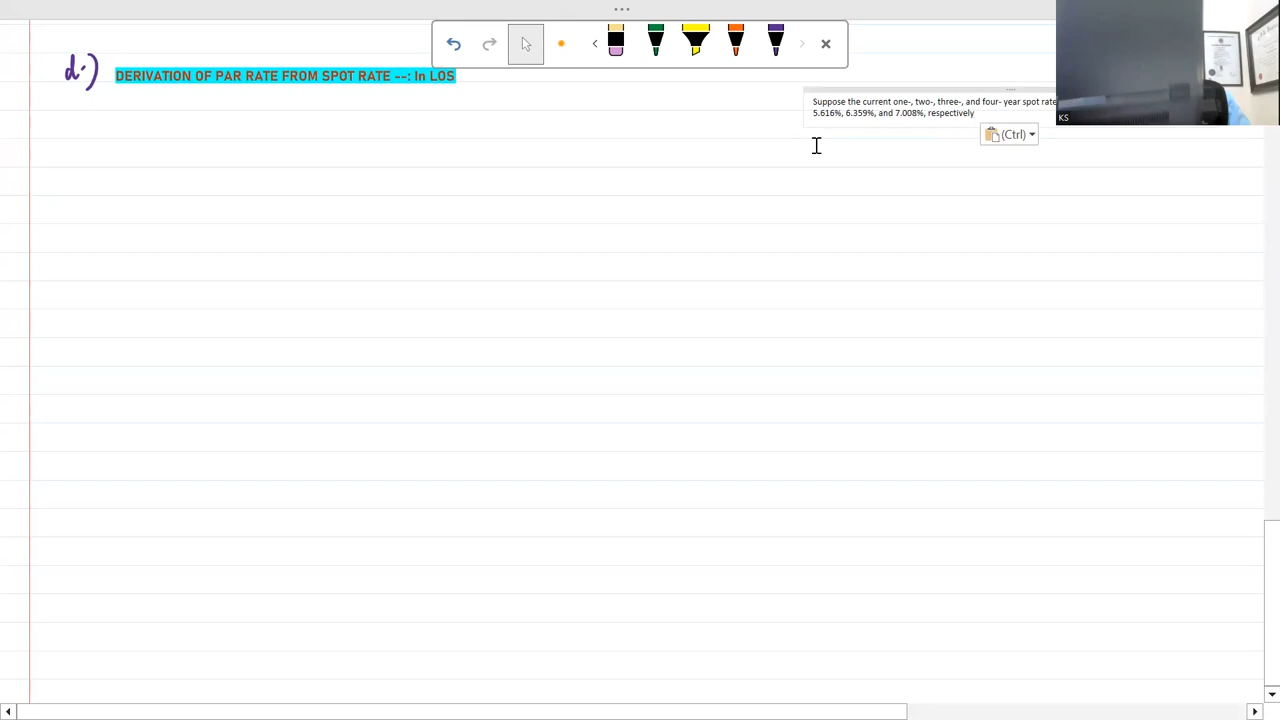 d.) DERIVATION OF PAR RATE FROM SPOT RATE --: In LOS
Suppose the current one-, two-, three-, and four- year spot rate
5.616%, 6.359%, and 7.008%, respectively
KS
(Ctrl)